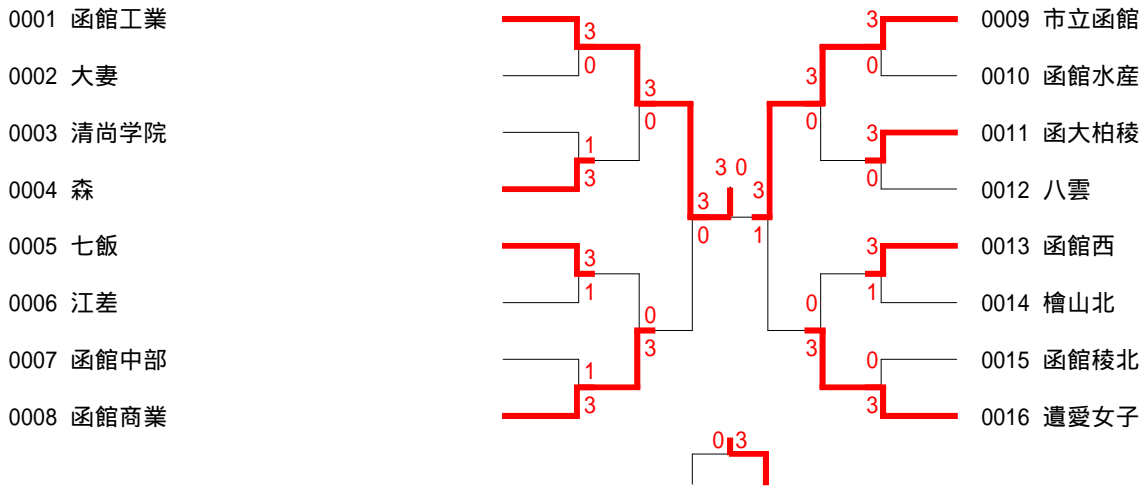 0001 函館工業
0002 大妻
0003 清尚学院
0004 森
0005 七飯
0006 江差
0007 函館中部
0008 函館商業
3
0
1
3
3
1
1
3
3
0
0
3
3
0
3 0
3
1
3
0
0
3
3
0
3
0
3
1
0
3
0 3
0009 市立函館
0010 函館水産
0011 函大柏稜
0012 八雲
0013 函館西
0014 檜山北
0015 函館稜北
0016 遺愛女子